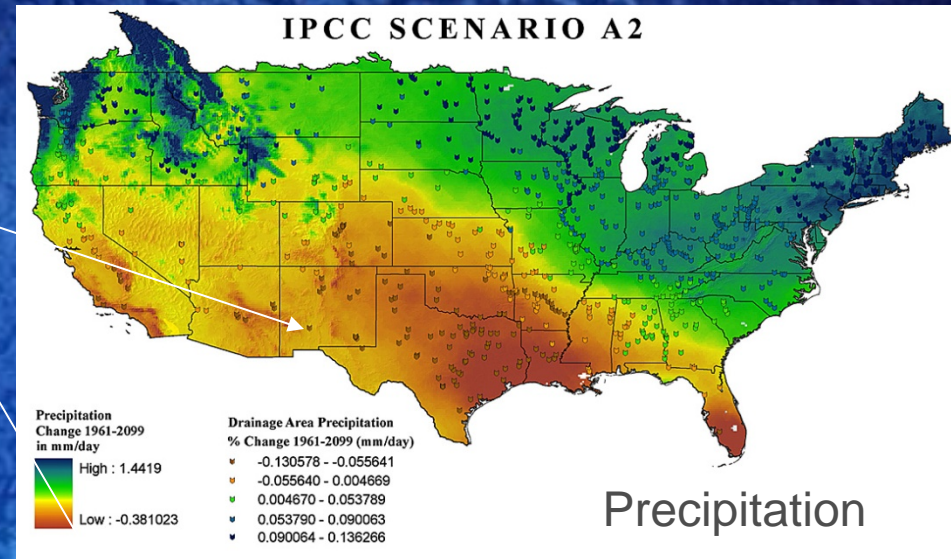 IPCC SCENARIO A2
Precipitation
Change 1961-2099
in mm/day
High : 1.4419
Low : -0.381023
Drainage Area Precipitation
% Change 1961-2099 (mm/day)
-0.130578 - -0.055641
-0.055640 - 0.004669
0.004670 - 0.053789
0.053790 - 0.090063
0.090064 - 0.136266
Precipitation